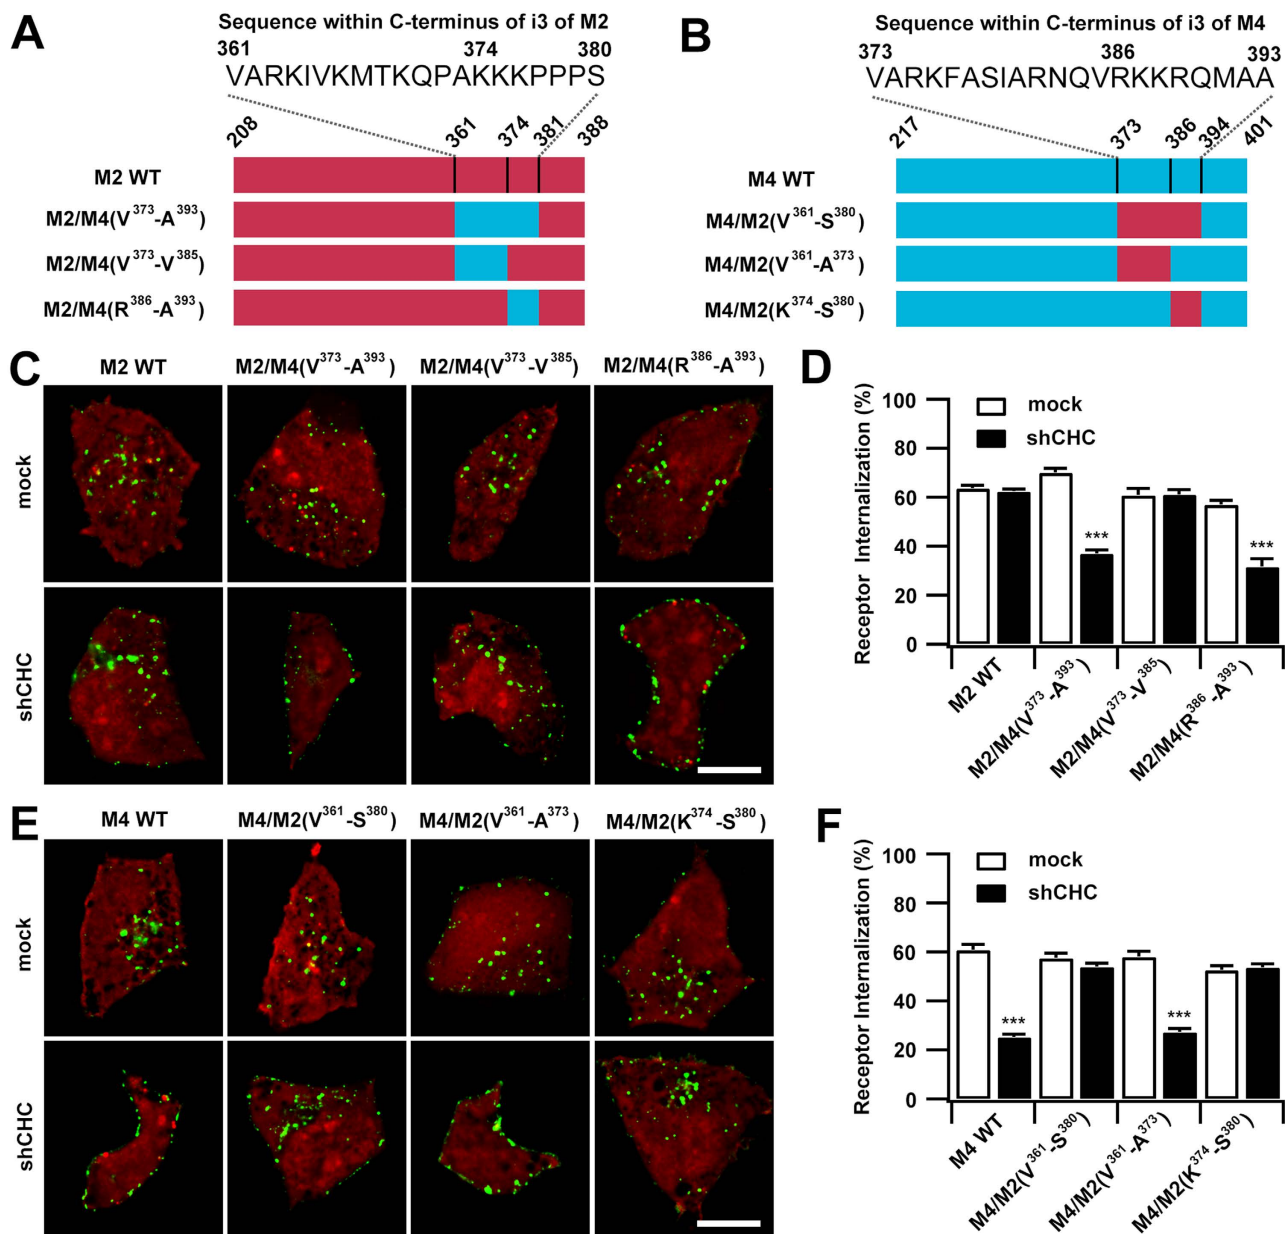 A
Sequence within C-terminus of i3 of M2
361 374 380
VARKIVKMTKQPAKKKPPPS
208 361 374 381 388
M2 WT
M2/M4(V373-A393)
M2/M4(V373-V385)
M2/M4(R386-A393)
B
Sequence within C-terminus of i3 of M4
373 386 393
VARKFASIARNQVRKKRQMAA
217 373 386 394 401
M4 WT
M4/M2(V361-S380)
M4/M2(V361-A373)
M4/M2(K374-S380)
C
M2 WT M2/M4(V373-A393) M2/M4(V373-V385) M2/M4(R386-A393)
mock
shCHC
D
Receptor Internalization (%)
100
80
60
40
20
0
mock
shCHC
***
***
M2 WT
M2/M4(V373-A393)
M2/M4(V373-V385)
M2/M4(R386-A393)
E
M4 WT M4/M2(V361-S380) M4/M2(V361-A373) M4/M2(K374-S380)
mock
shCHC
F
Receptor Internalization (%)
100
80
60
40
20
0
mock
shCHC
***
***
M4 WT
M4/M2(V361-S380)
M4/M2(V361-A373)
M4/M2(K374-S380)